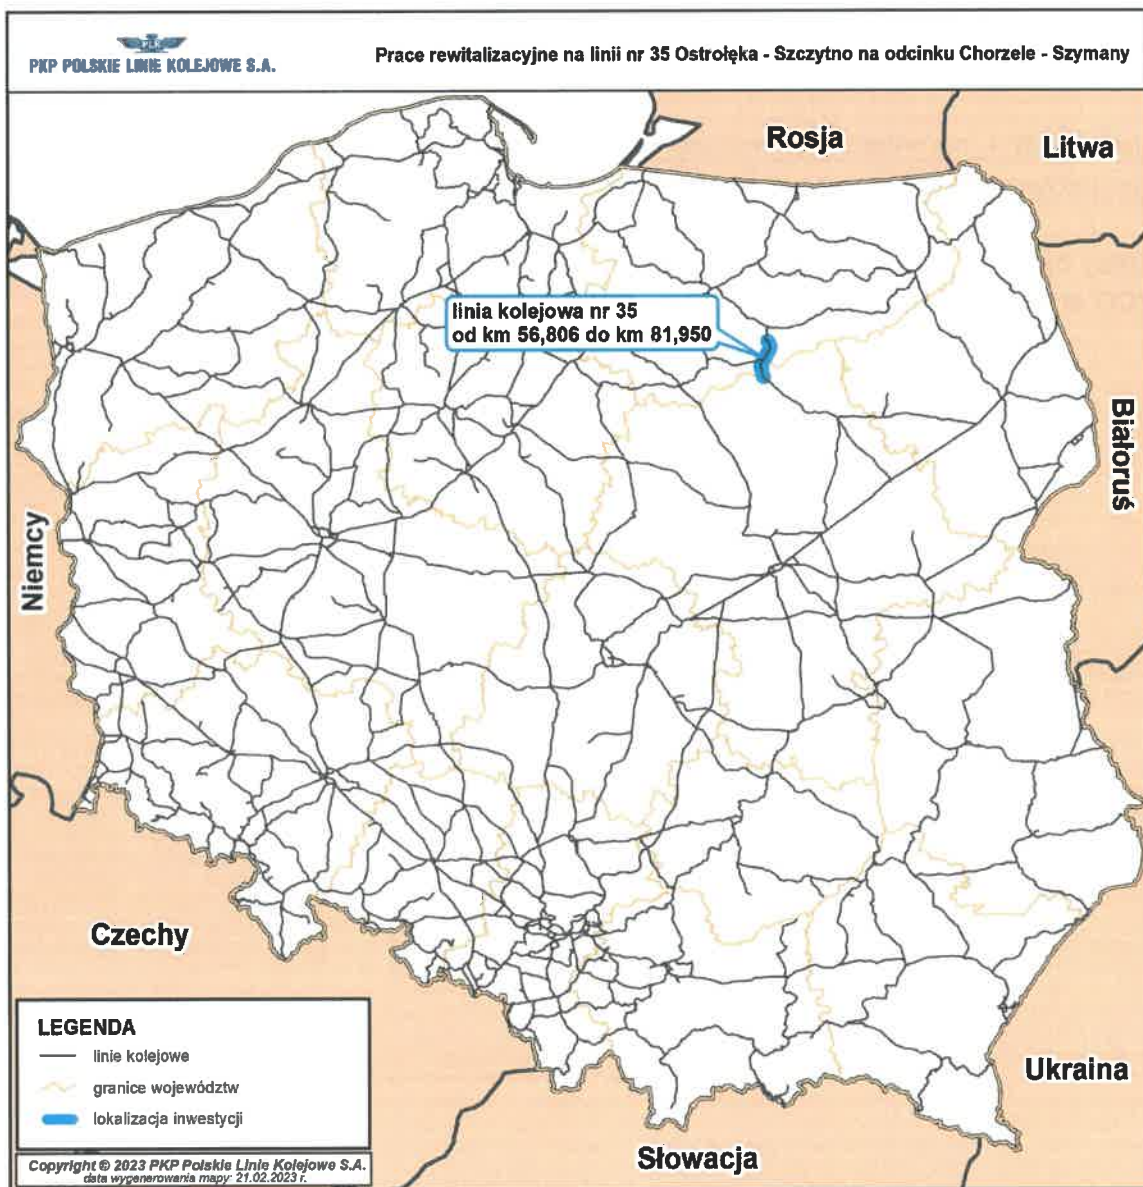 PLK
PKP POLSKIE LINIE KOLEJOWE S.A.
Prace rewitalizacyjne na linii nr 35 Ostrołęka - Szczytno na odcinku Chorzele - Szymany
Rosja
Litwa
linia kolejowa nr 35
od km 56,806 do km 81,950
Białoruś
Niemcy
Czechy
LEGENDA
linie kolejowe
granice województw
lokalizacja inwestycji
Ukraina
Słowacja
Copyright © 2023 PKP Polskie Linie Kolejowe S.A.
data wygenerowania mapy: 21.02.2023 r.